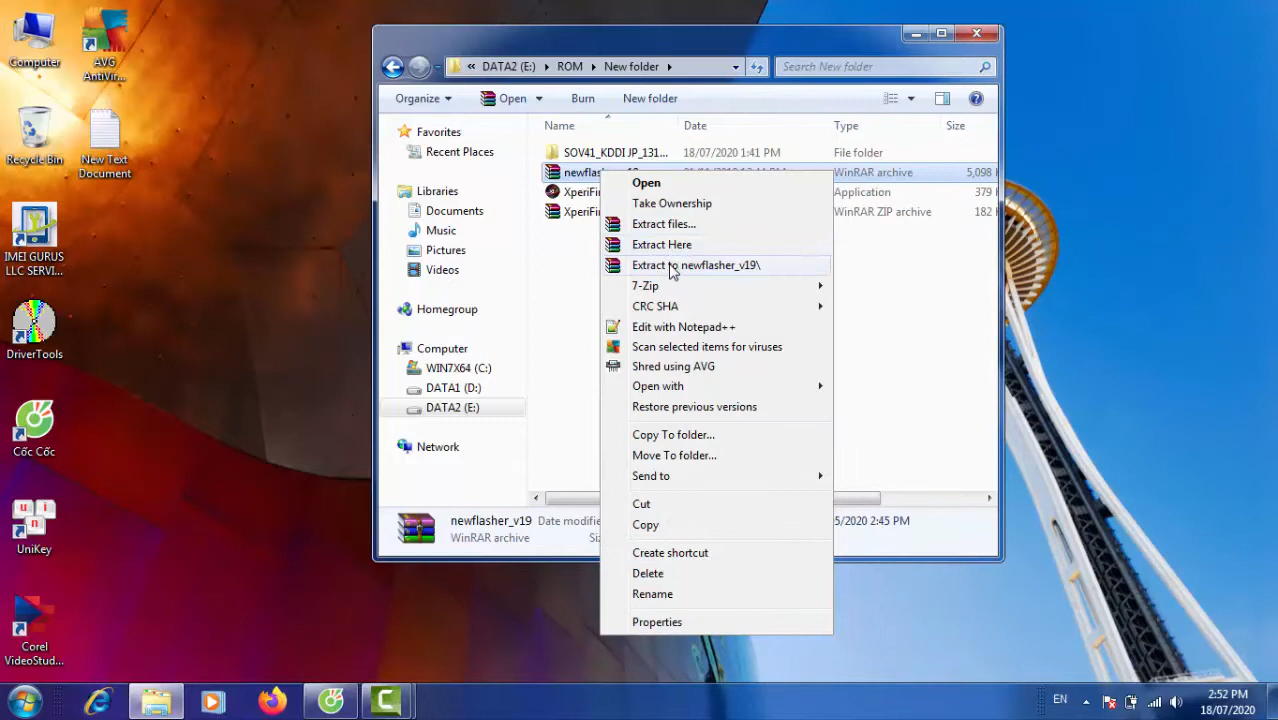 Computer
AVG
AntiVir...
Recycle Bin
New Text
Document
IMEI GURUS
LLC SERVI...
DriverTools
Cốc Cốc
u n
i
UniKey
Corel
VideoStud...
DATA2 (E:)
ROM
New folder
Search New folder
Organize
Open
Burn
New folder
Favorites
Recent Places
Libraries
Documents
Music
Pictures
Videos
Homegroup
Computer
WIN7X64 (C:)
DATA1 (D:)
DATA2 (E:)
Network
Name
Date
Type
Size
SOV41_KDDI JP_131...
18/07/2020 1:41 PM
File folder
WinRAR archive
5,098
XperiFir
Application
379
XperiFir
WinRAR ZIP archive
182
Open
Take Ownership
Extract files...
Extract Here
Extract to newflasher_v19\
7-Zip
CRC SHA
Edit with Notepad++
Scan selected items for viruses
Shred using AVG
Open with
Restore previous versions
Copy To folder...
Move To folder...
Send to
Cut
Copy
Create shortcut
Delete
Rename
Properties
newflasher_v19
Date modifie
5/2020 2:45 PM
WinRAR archive
Siz
EN
2:52 PM
18/07/2020